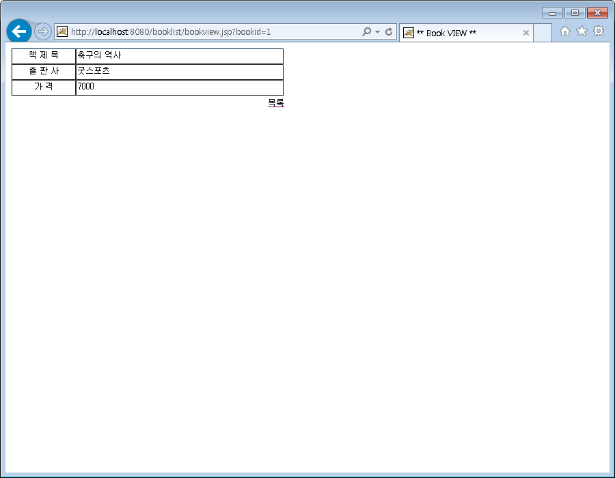 http://localhost:8080/booklist/bookview.jsp?bookid=1
** Book VIEW **
책 제 목 축구의 역사
출 판 사 굿스포츠
가 격 7000
목록